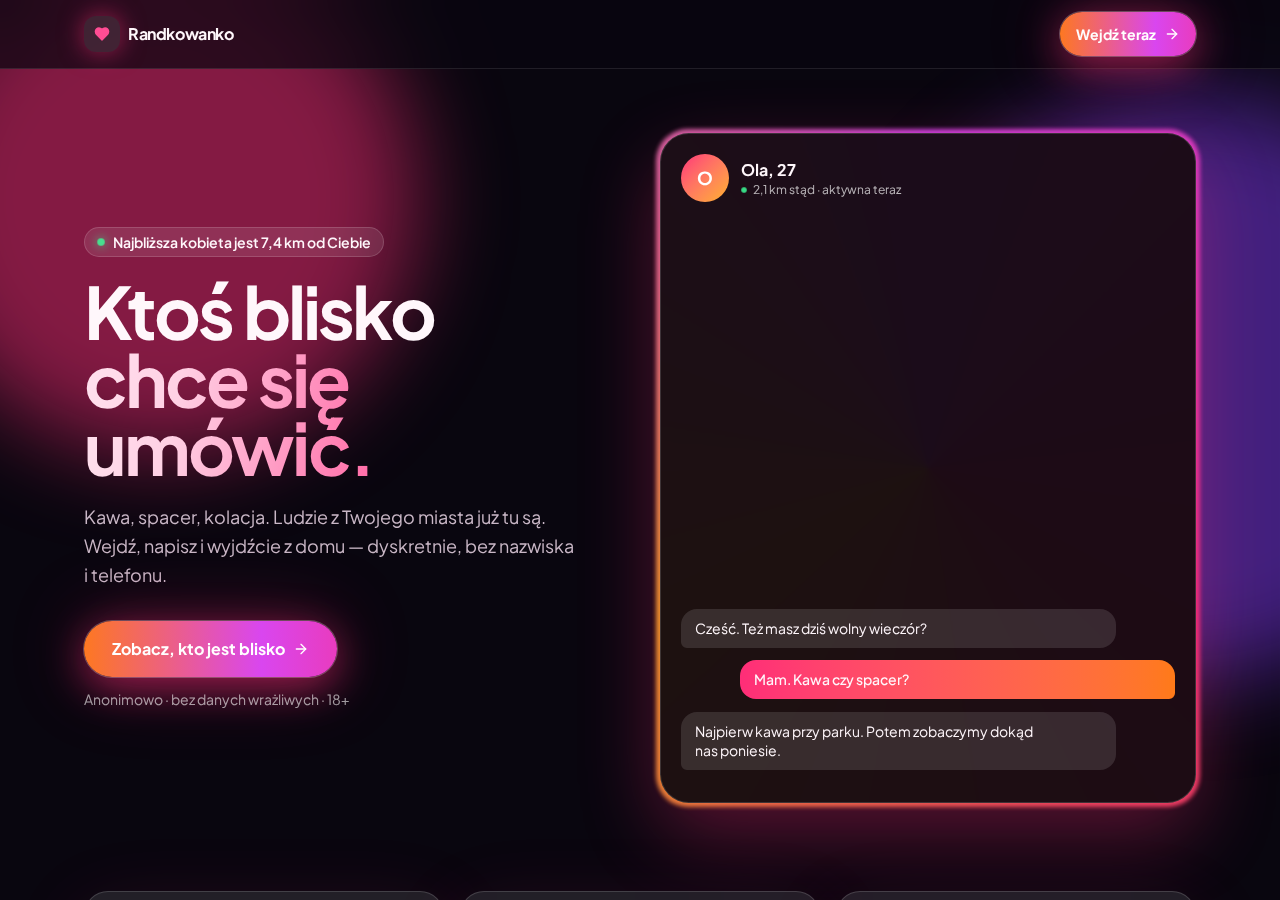 Randkowanko
Wejdź teraz
Najbliższa kobieta jest 7,4 km od Ciebie
Ktoś blisko
chce się
umówić.
Kawa, spacer, kolacja. Ludzie z Twojego miasta już tu są.
Wejdź, napisz i wyjdźcie z domu — dyskretnie, bez nazwiska
i telefonu.
Zobacz, kto jest blisko
Anonimowo · bez danych wrażliwych · 18+
O
Ola, 27
2,1 km stąd · aktywna teraz
Cześć. Też masz dziś wolny wieczór?
Mam. Kawa czy spacer?
Najpierw kawa przy parku. Potem zobaczymy dokąd
nas poniesie.